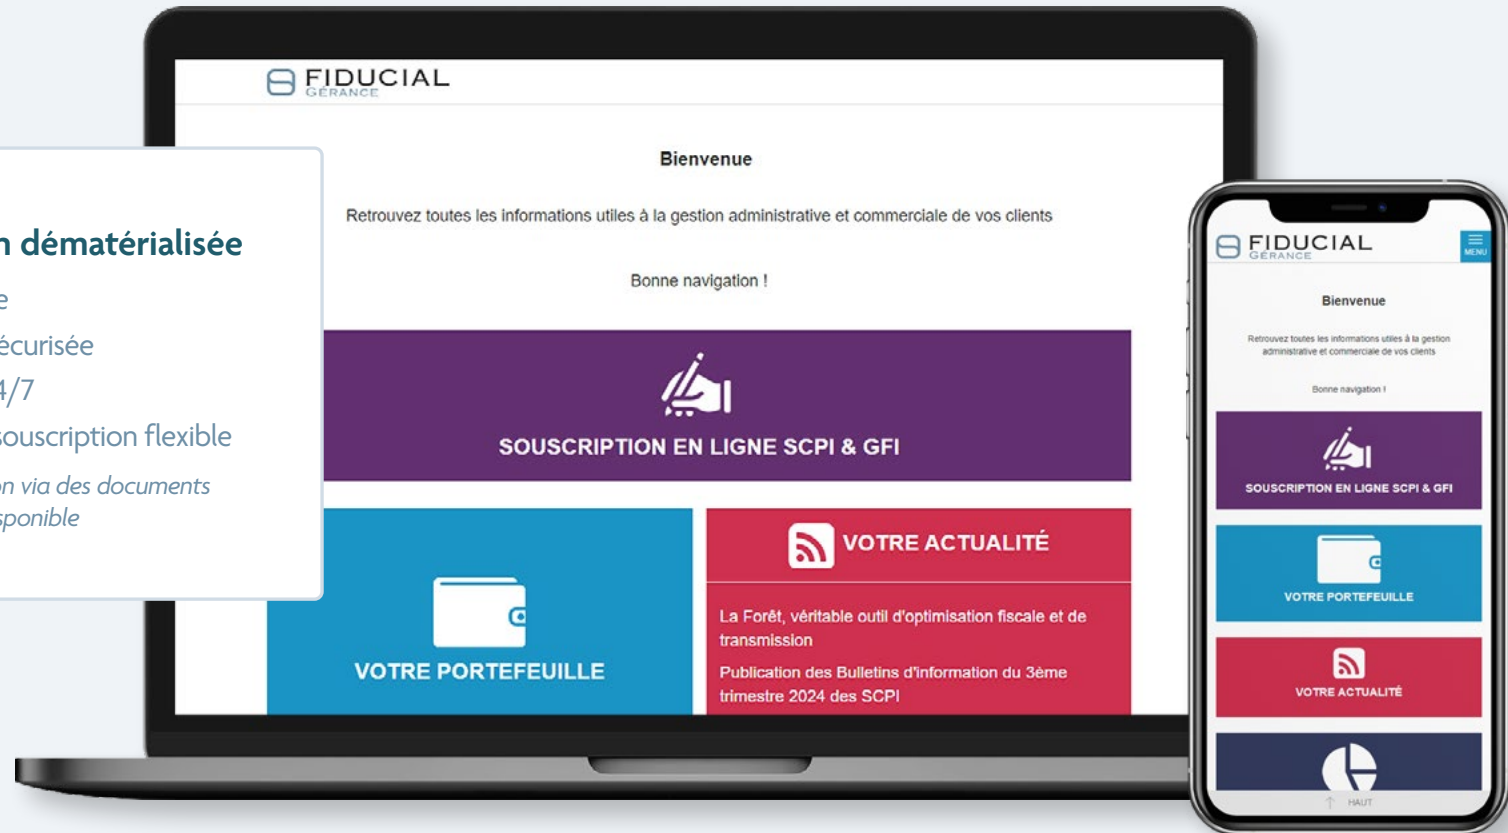 FIDUCIAL
GÉRANCE
Bienvenue
Retrouvez toutes les informations utiles à la gestion administrative et commerciale de vos clients
Bonne navigation !
SOUSCRIPTION EN LIGNE SCPI & GFI
VOTRE PORTEFEUILLE
VOTRE ACTUALITÉ
La Forêt, véritable outil d'optimisation fiscale et de
transmission
Publication des Bulletins d'information du 3ème
trimestre 2024 des SCPI
dématérialisée
4/7
souscription flexible
via des documents
FIDUCIAL
GÉRANCE
MENU
Bienvenue
Retrouvez toutes les informations utiles à la gestion
administrative et commerciale de vos clients
Bonne navigation !
SOUSCRIPTION EN LIGNE SCPI & GFI
VOTRE PORTEFEUILLE
VOTRE ACTUALITÉ
HAUT